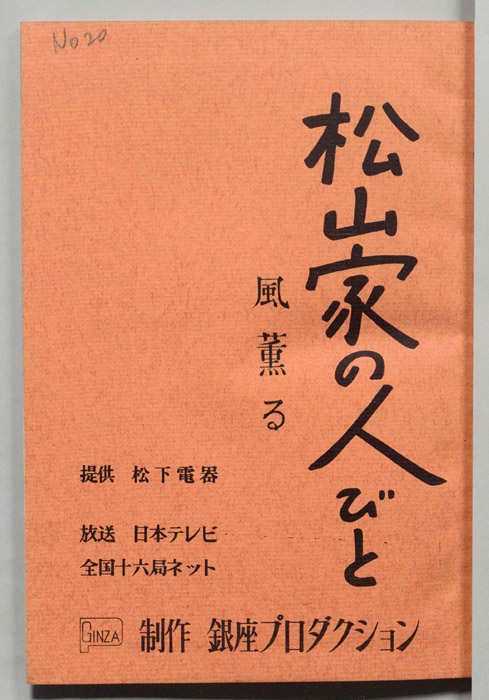 No 20
松山家の人びと
風薫る
提供 松下電器
放送 日本テレビ
全国十六局ネット
GINZA 制作 銀座プロダクション